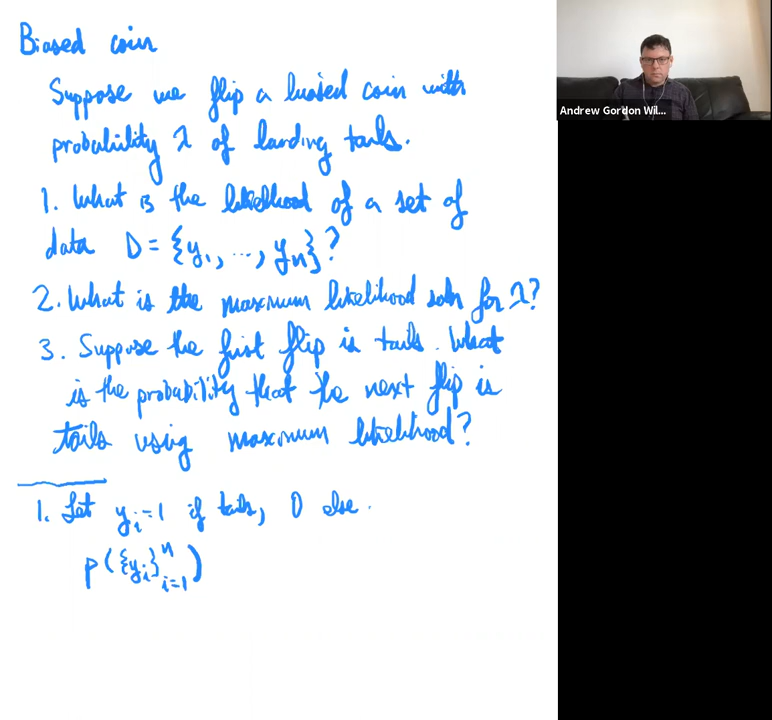 Biased coin
Suppose we flip a biased coin with
probability λ of landing tails.
1. What is the likelihood of a set of
data D = {y₁, ..., yₙ}?
2. What is the maximum likelihood soln for λ?
3. Suppose the first flip is tails. What
is the probability that the next flip is
tails using maximum likelihood?
1. Let yᵢ=1 if tails, 0 else.
p({yᵢ}ⁿᵢ₌₁)
Andrew Gordon Wil...